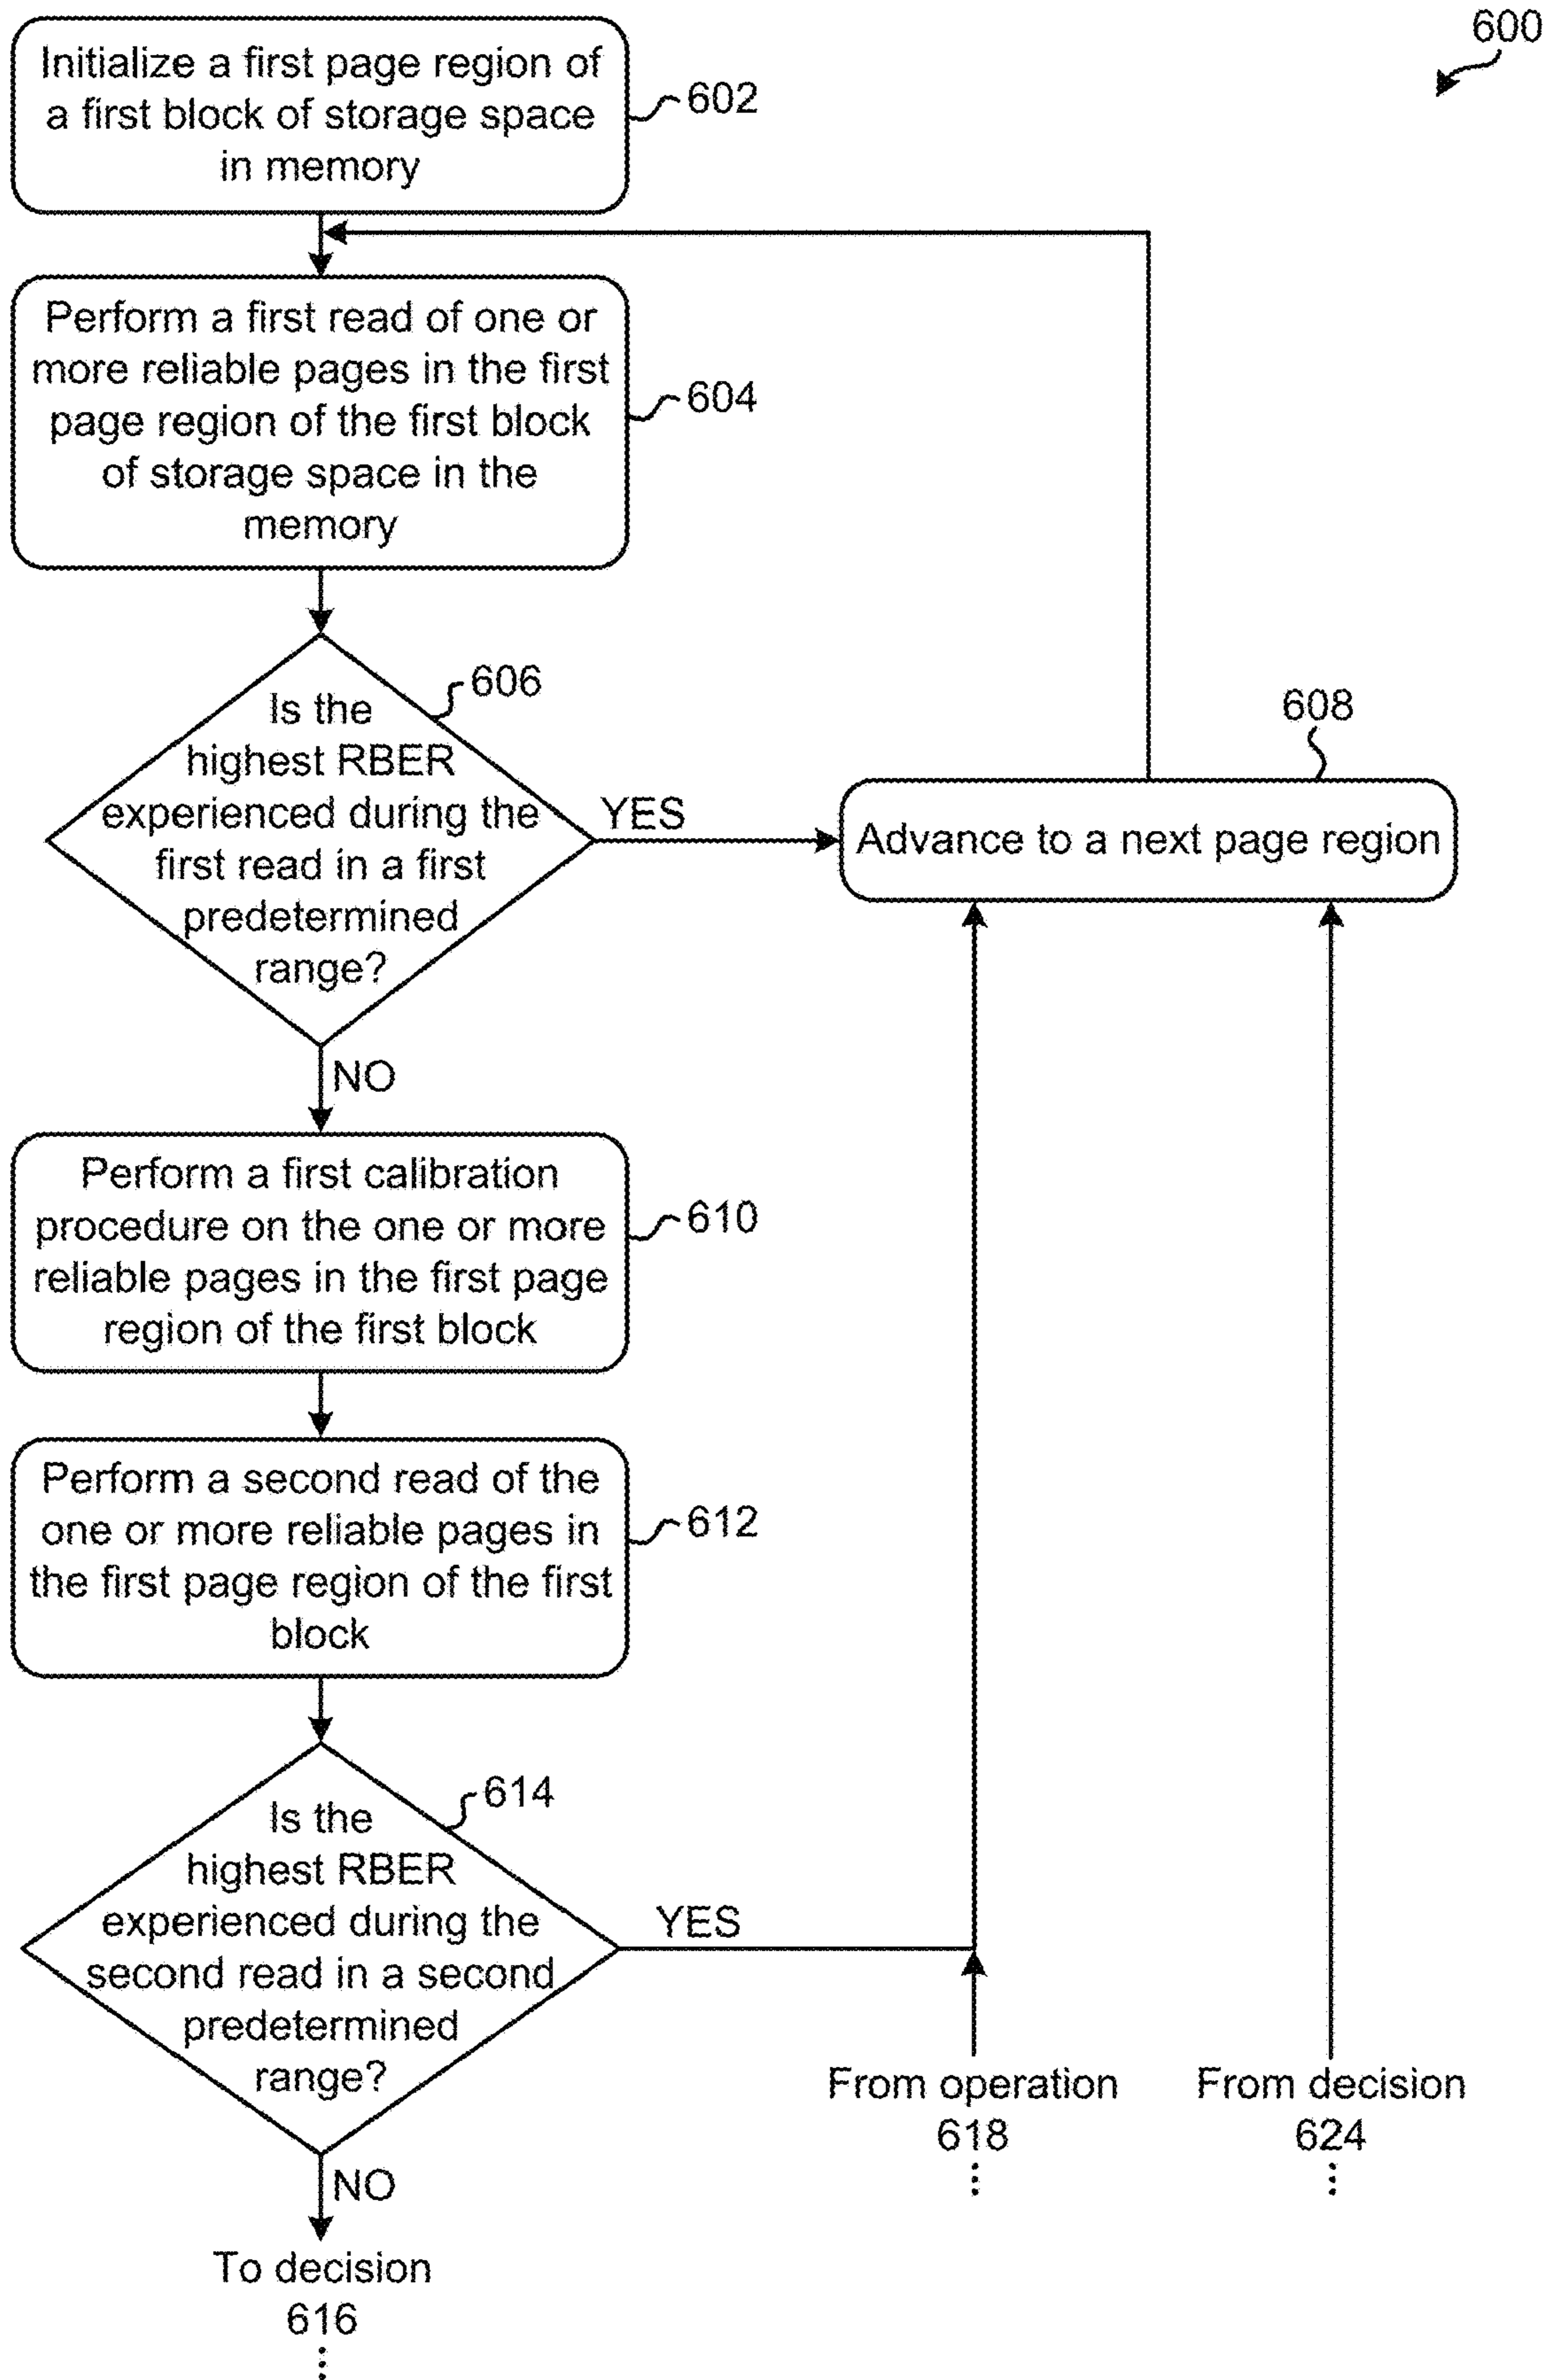 600
Initialize a first page region of
a first block of storage space
in memory
602
Perform a first read of one or
more reliable pages in the first
page region of the first block
of storage space in the
memory
604
Is the
highest RBER
experienced during the
first read in a first
predetermined
range?
606
YES
NO
608
Advance to a next page region
Perform a first calibration
procedure on the one or more
reliable pages in the first page
region of the first block
610
Perform a second read of the
one or more reliable pages in
the first page region of the first
block
612
Is the
highest RBER
experienced during the
second read in a second
predetermined
range?
614
YES
NO
From operation
618
From decision
624
To decision
616